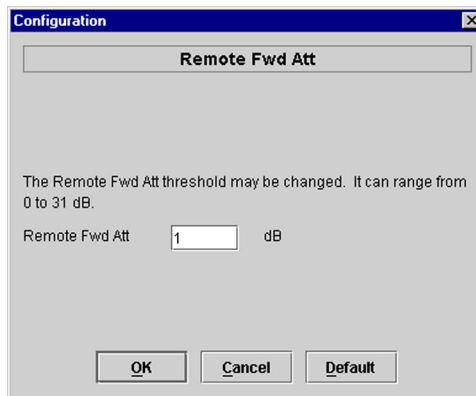 Configuration
Remote Fwd Att
The Remote Fwd Att threshold may be changed.  It can range from
0 to 31 dB.
Remote Fwd Att 1 dB
OK Cancel Default